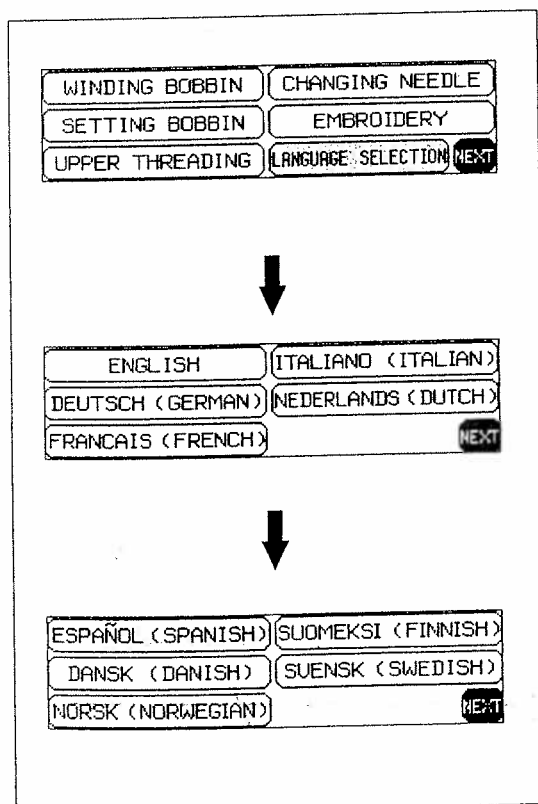 WINDING BOBBIN CHANGING NEEDLE
SETTING BOBBIN EMBROIDERY
UPPER THREADING LANGUAGE SELECTION NEXT
ENGLISH ITALIANO (ITALIAN)
DEUTSCH (GERMAN) NEDERLANDS (DUTCH)
FRANCAIS (FRENCH) NEXT
ESPAÑOL (SPANISH) SUOMEKSI (FINNISH)
DANSK (DANISH) SVENSK (SWEDISH)
NORSK (NORWEGIAN) NEXT